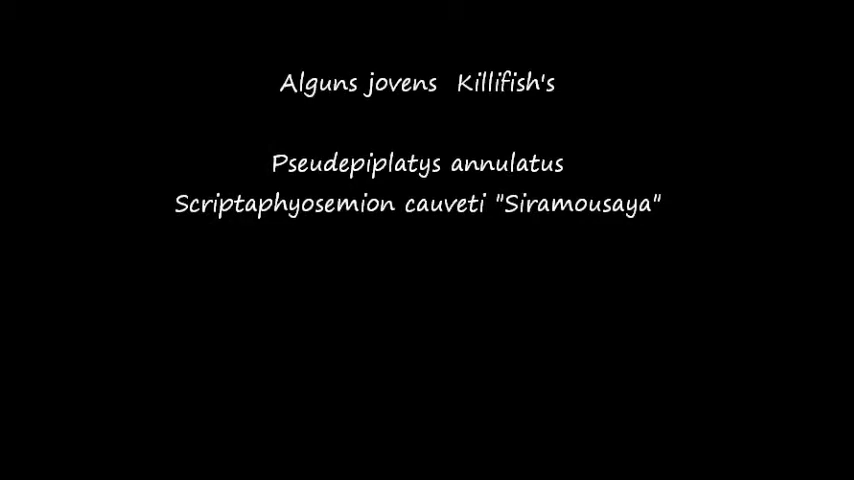 Alguns jovens Killifish's
Pseudepiplatys annulatus
Scriptaphyosemion cauveti "Siramousaya"